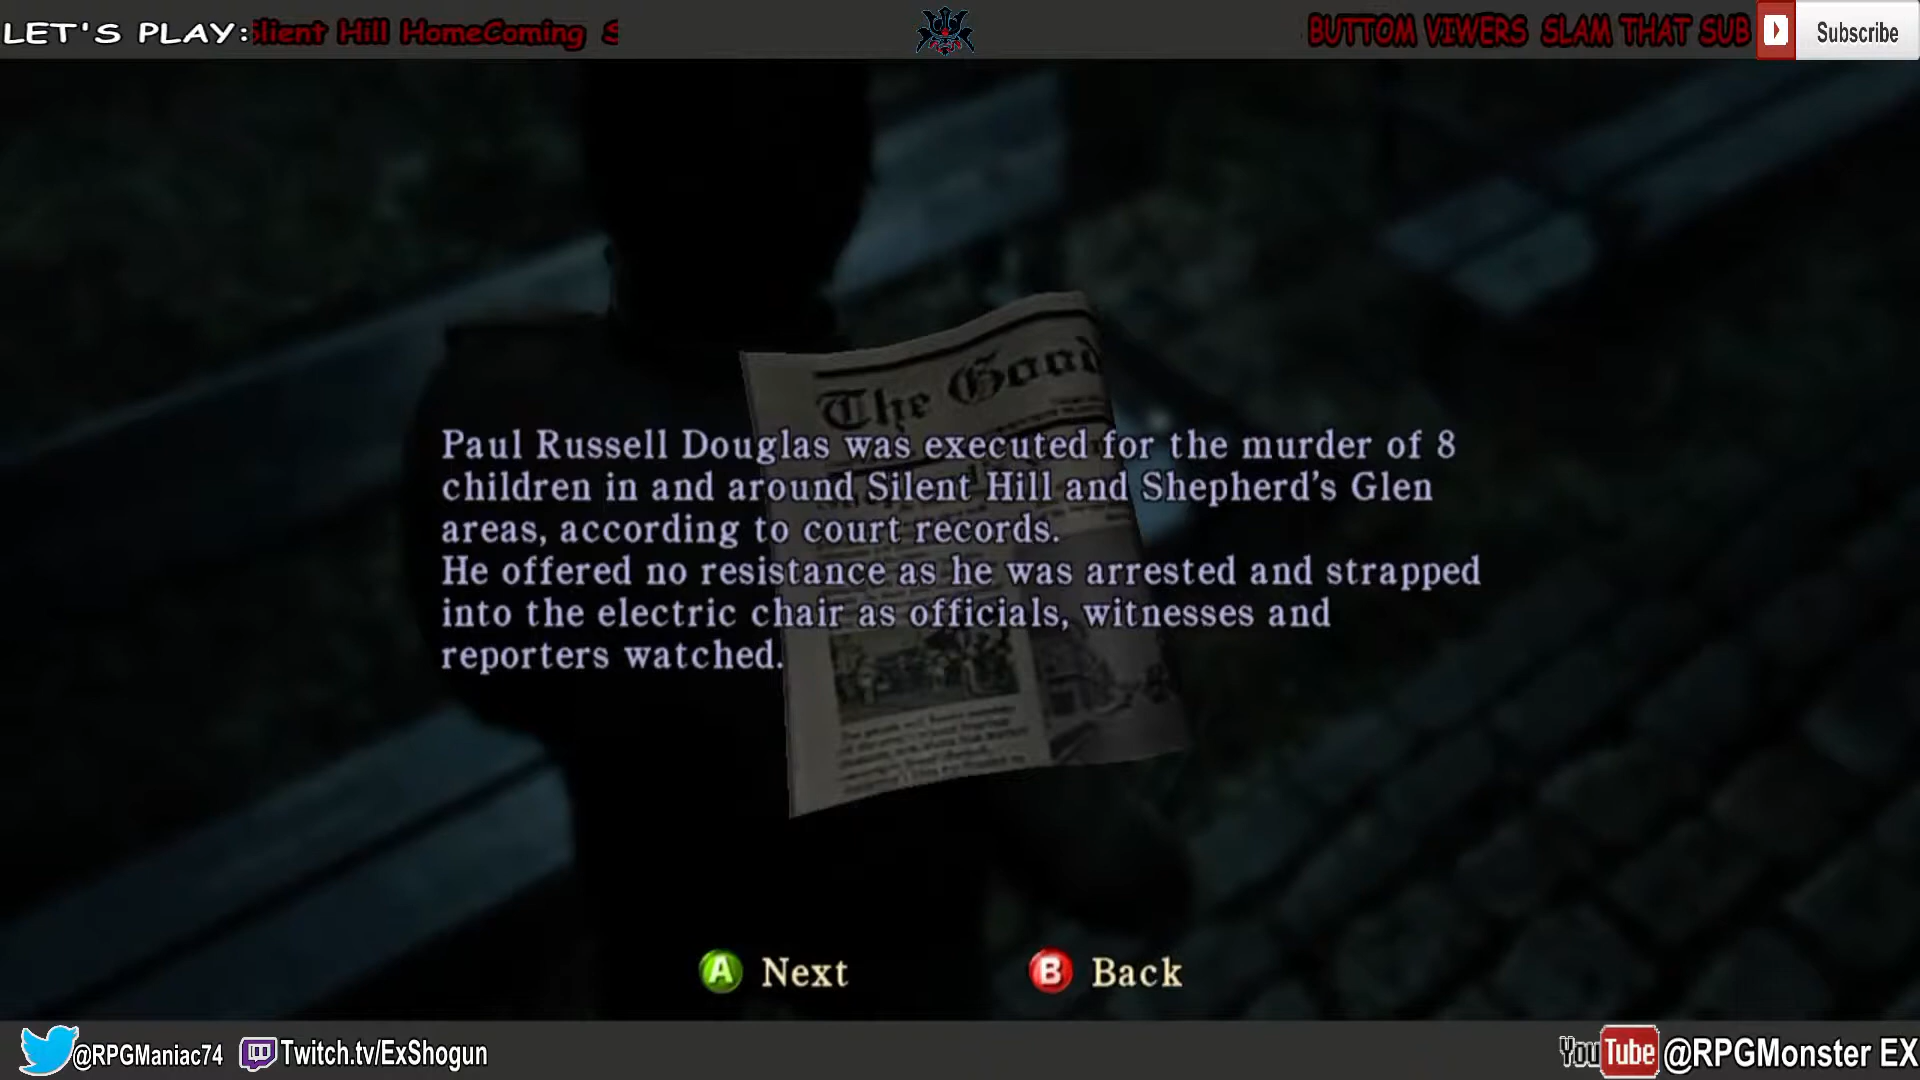 LET'S PLAY: Slient Hill HomeComing S
BUTTOM VIWERS SLAM THAT SUB
Subscribe
The Good
Paul Russell Douglas was executed for the murder of 8
children in and around Silent Hill and Shepherd's Glen
areas, according to court records.
He offered no resistance as he was arrested and strapped
into the electric chair as officials, witnesses and
reporters watched.
A Next B Back
@RPGManiac74 Twitch.tv/ExShogun
YouTube @RPGMonster EX